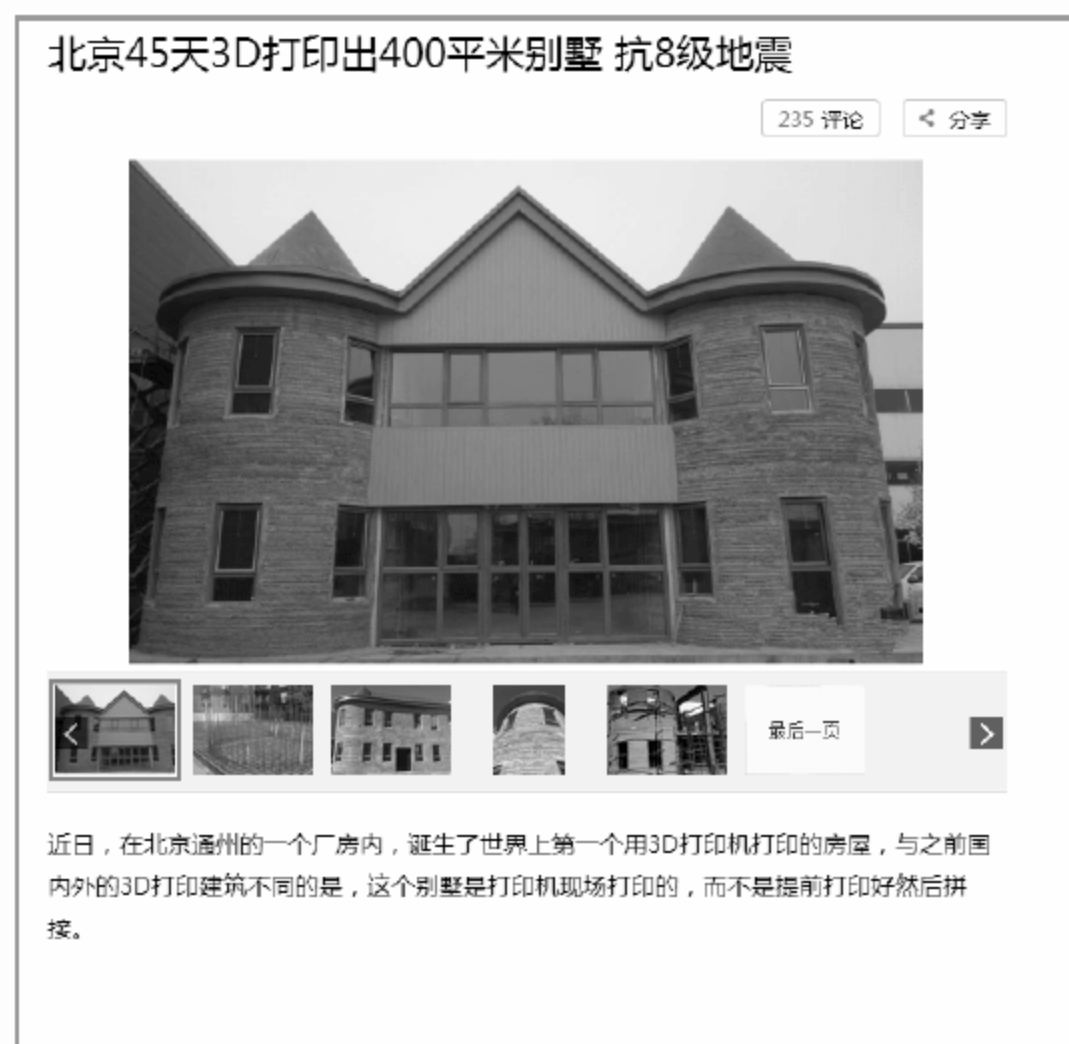 北京45天3D打印出400平米别墅 抗8级地震
235 评论
分享
最后一页
近日，在北京通州的一个厂房内，诞生了世界上第一个用3D打印机打印的房屋，与之前国
内外的3D打印建筑不同的是，这个别墅是打印机现场打印的，而不是提前打印好然后拼
接。